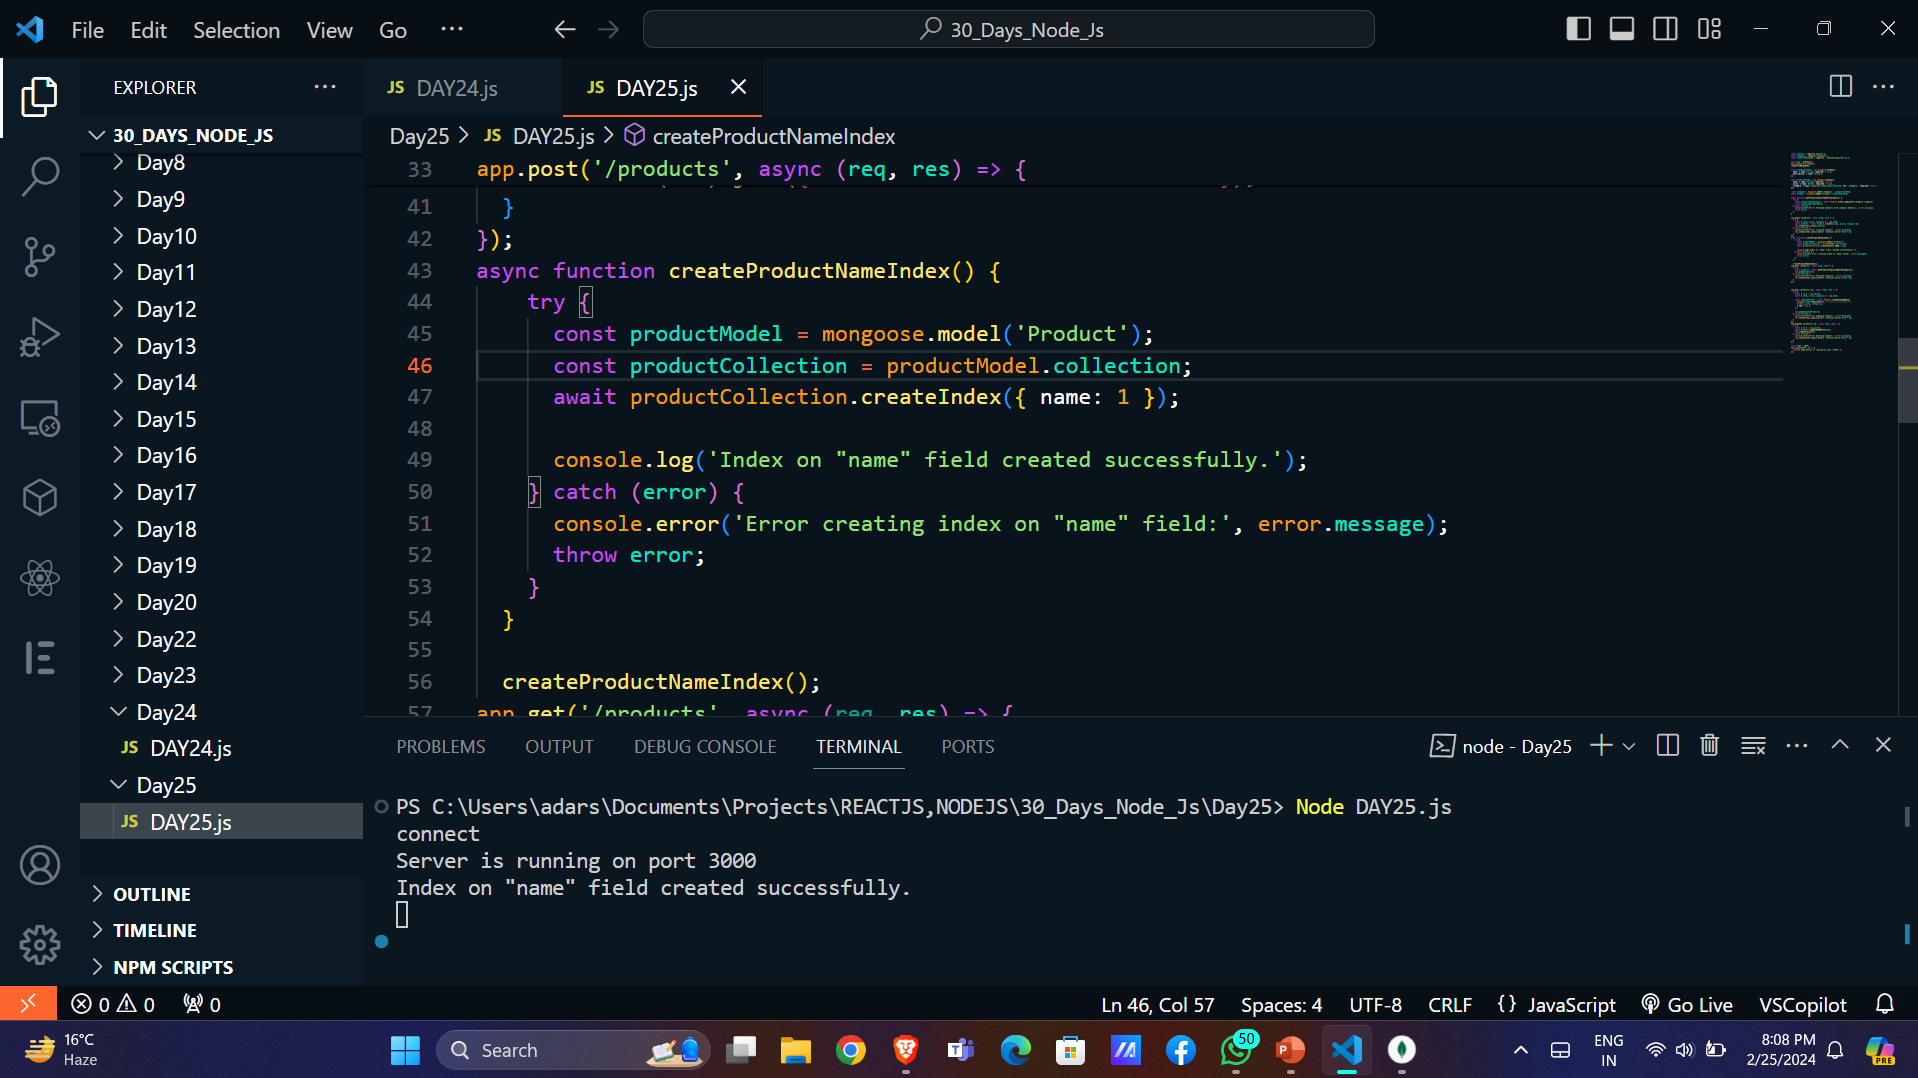 File Edit Selection View Go ···
30_Days_Node_Js
EXPLORER
JS DAY24.js
JS DAY25.js
30_DAYS_NODE_JS
Day8
Day9
Day10
Day11
Day12
Day13
Day14
Day15
Day16
Day17
Day18
Day19
Day20
Day22
Day23
Day24
JS DAY24.js
Day25
JS DAY25.js
OUTLINE
TIMELINE
NPM SCRIPTS
Day25 > JS DAY25.js > createProductNameIndex
33 app.post('/products', async (req, res) => {
41 }
42 });
43 async function createProductNameIndex() {
44 try {
45 const productModel = mongoose.model('Product');
46 const productCollection = productModel.collection;
47 await productCollection.createIndex({ name: 1 });
48
49 console.log('Index on "name" field created successfully.');
50 } catch (error) {
51 console.error('Error creating index on "name" field:', error.message);
52 throw error;
53 }
54 }
55
56 createProductNameIndex();
57 app.get('/products', async (req, res) => {
PROBLEMS OUTPUT DEBUG CONSOLE TERMINAL PORTS
node - Day25
PS C:\Users\adars\Documents\Projects\REACTJS,NODEJS\30_Days_Node_Js\Day25> Node DAY25.js
connect
Server is running on port 3000
Index on "name" field created successfully.
0 0 0
Ln 46, Col 57 Spaces: 4 UTF-8 CRLF {} JavaScript Go Live VSCopilot
16°C
Haze
Search
50
ENG
IN
8:08 PM
2/25/2024
PRE